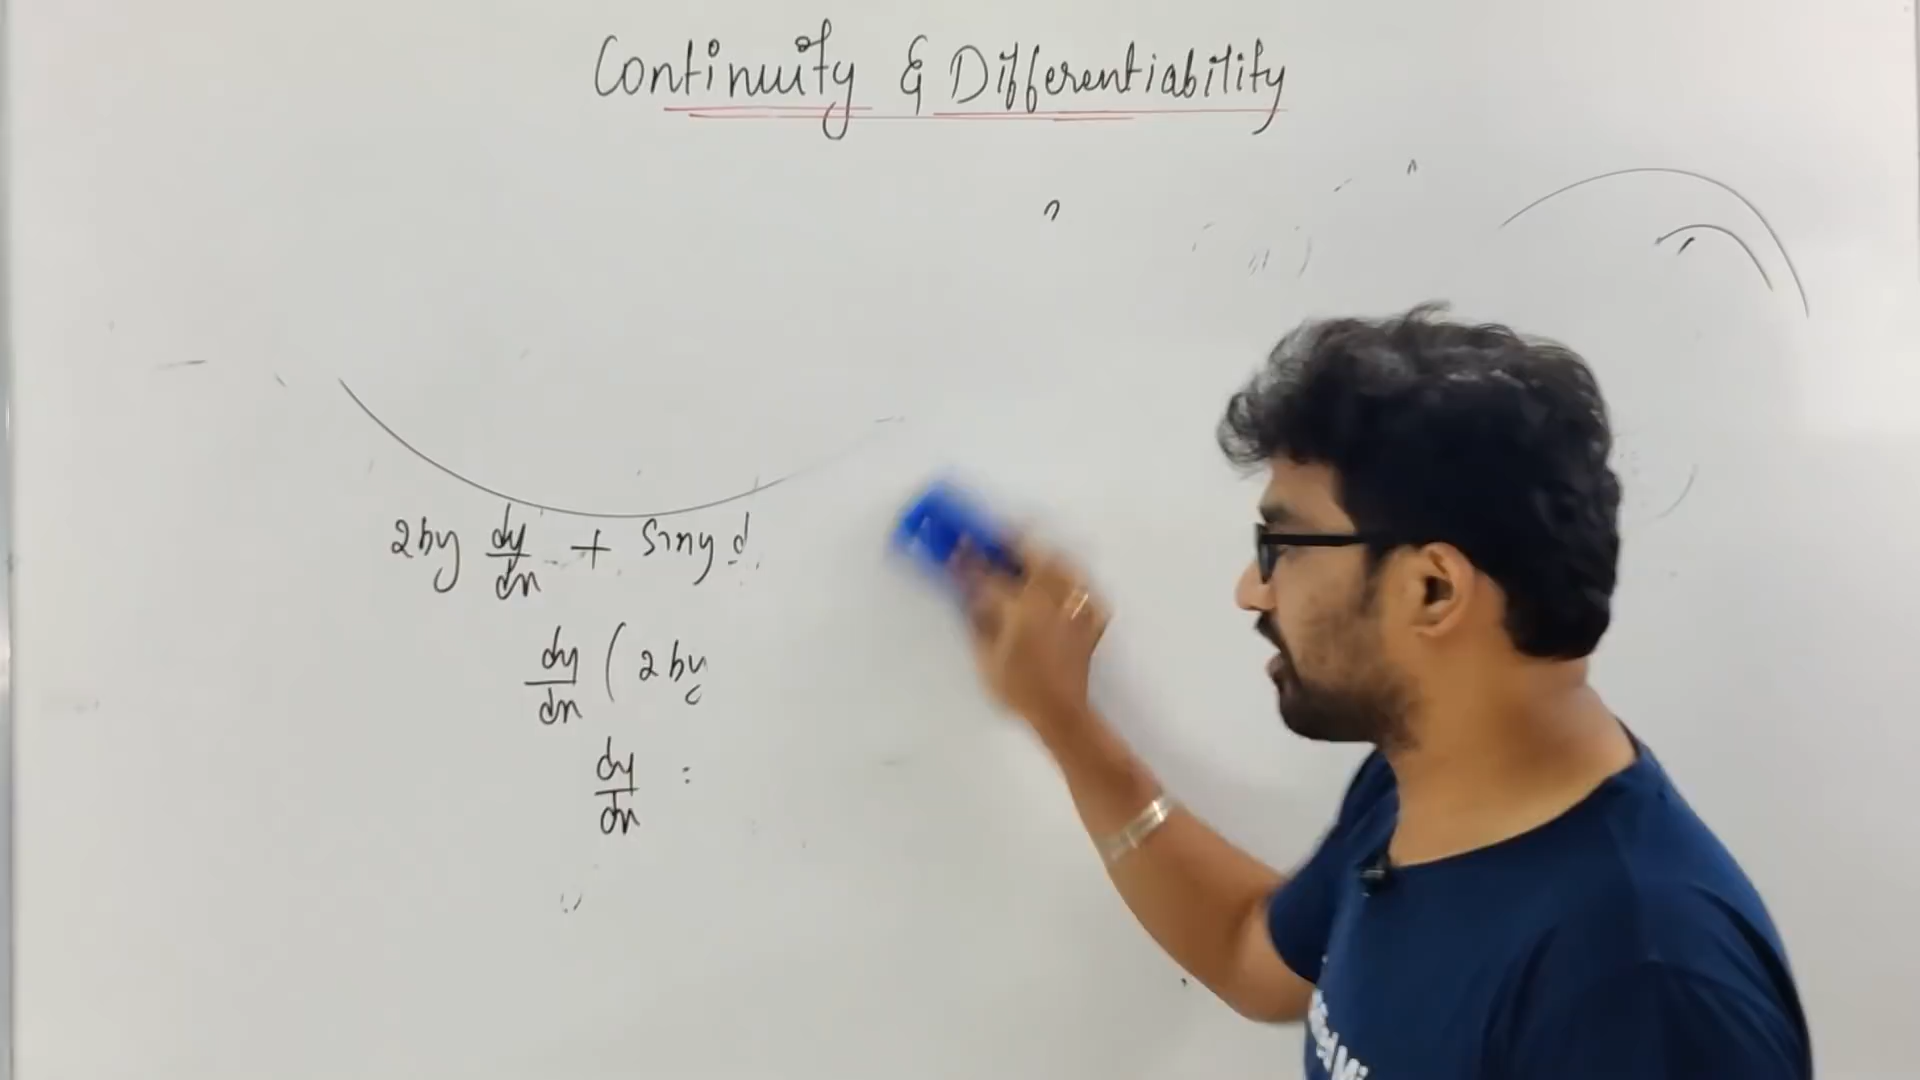 Continuity & Differentiability
2by dy/dx + Siny d
dy/dx ( 2by
dy/dx =